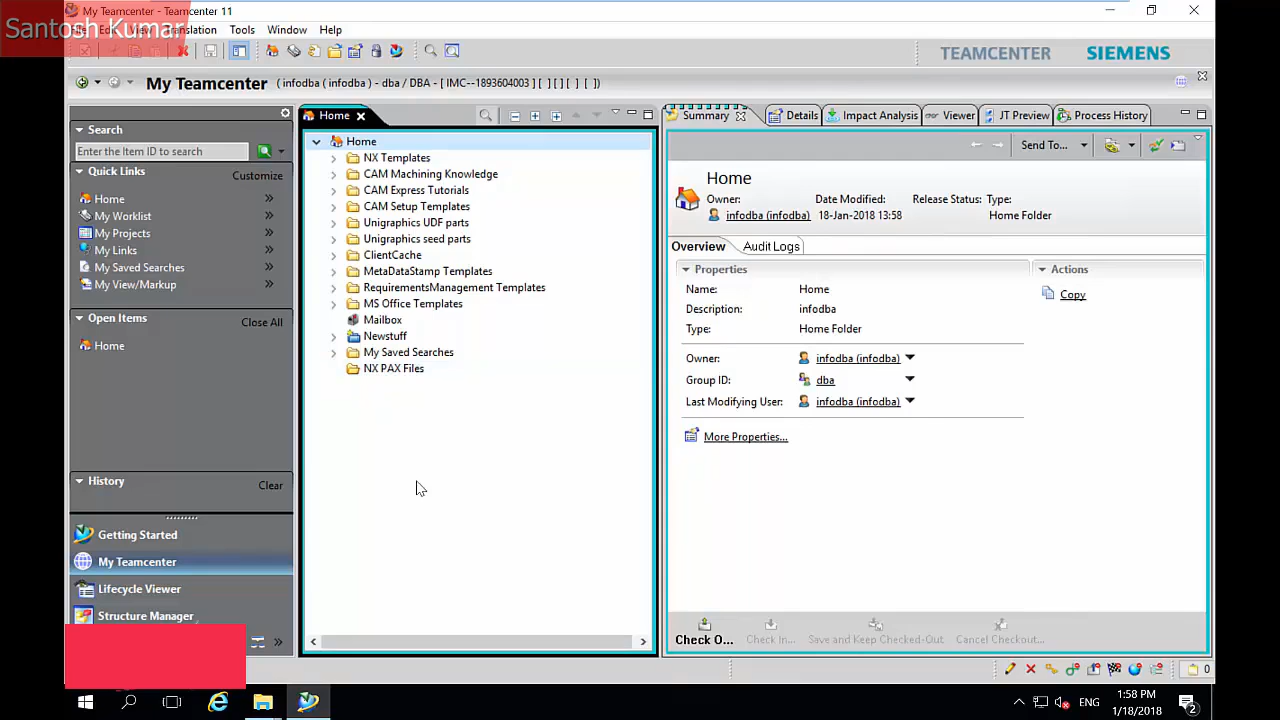 My Teamcenter - Teamcenter 11
Santosh Kumar
Translation Tools Window Help
TEAMCENTER SIEMENS
My Teamcenter ( infodba ( infodba ) - dba / DBA - [ IMC--1893604003 ] [ ] [ ] [ ] [ ])
Search
Enter the Item ID to search
Quick Links
Customize
Home
My Worklist
My Projects
My Links
My Saved Searches
My View/Markup
Open Items
Close All
Home
History
Clear
Getting Started
My Teamcenter
Lifecycle Viewer
Structure Manager
Home
Home
NX Templates
CAM Machining Knowledge
CAM Express Tutorials
CAM Setup Templates
Unigraphics UDF parts
Unigraphics seed parts
ClientCache
MetaDataStamp Templates
RequirementsManagement Templates
MS Office Templates
Mailbox
Newstuff
My Saved Searches
NX PAX Files
Summary Details Impact Analysis Viewer JT Preview Process History
Send To...
Home
Owner: Date Modified: Release Status: Type:
infodba (infodba) 18-Jan-2018 13:58 Home Folder
Overview Audit Logs
Properties
Name: Home
Description: infodba
Type: Home Folder
Owner: infodba (infodba)
Group ID: dba
Last Modifying User: infodba (infodba)
More Properties...
Actions
Copy
Check O... Check In... Save and Keep Checked-Out Cancel Checkout...
0
ENG
1:58 PM
1/18/2018
2